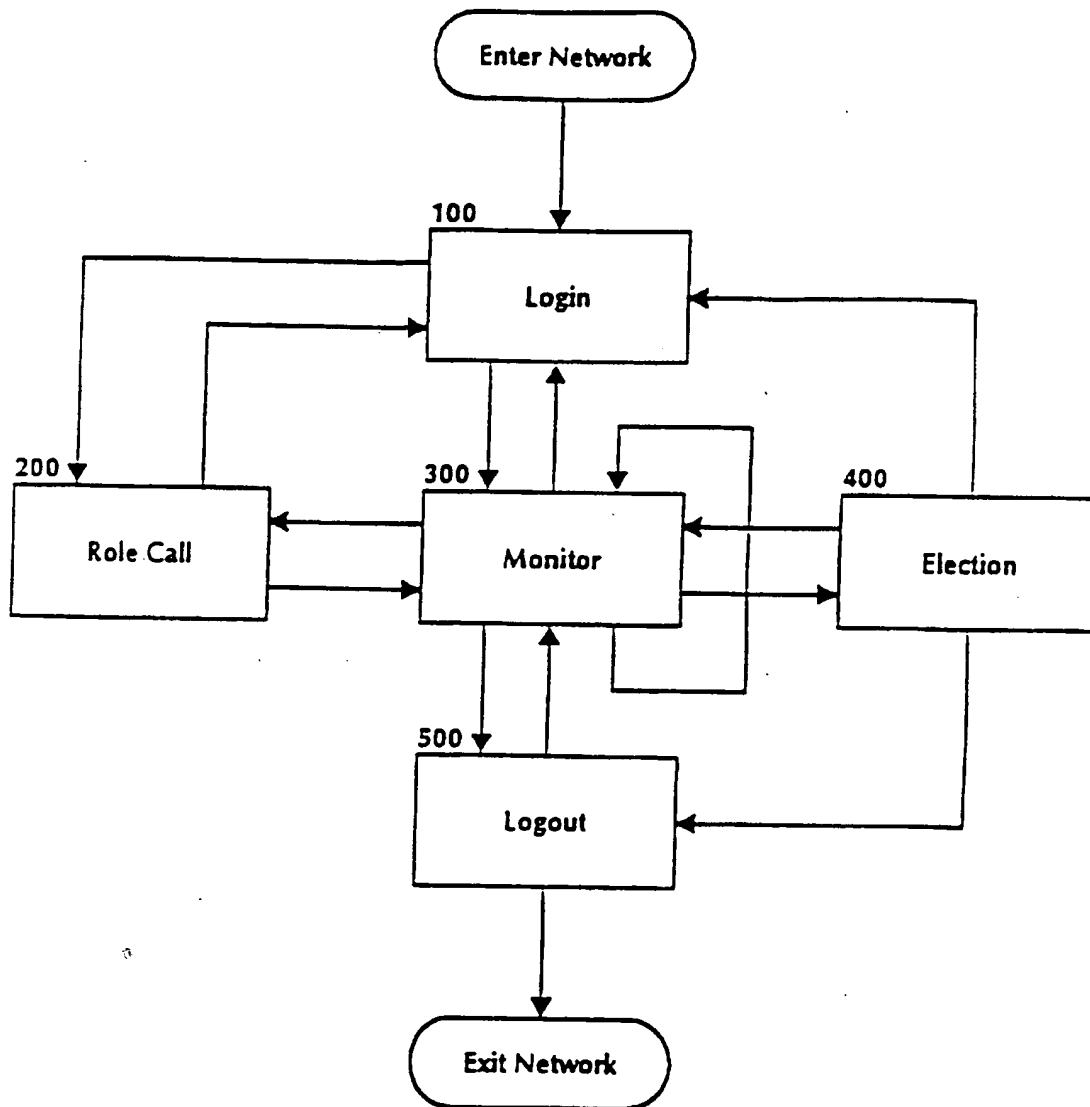 Enter Network
100
Login
200
Role Call
300
Monitor
400
Election
500
Logout
Exit Network